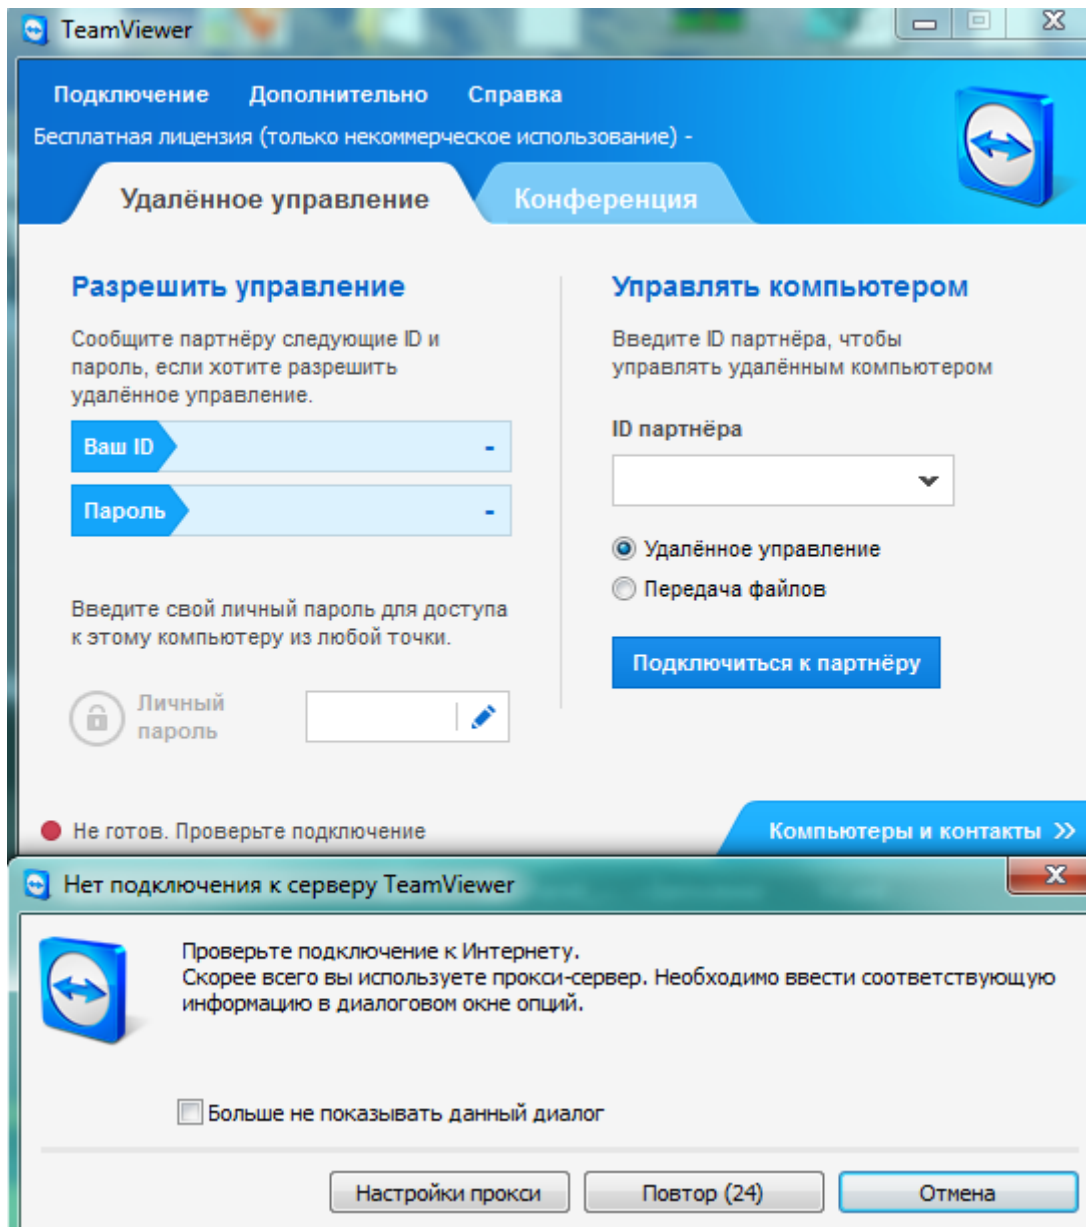 TeamViewer
Подключение Дополнительно Справка
Бесплатная лицензия (только некоммерческое использование) -
Удалённое управление
Конференция
Разрешить управление
Сообщите партнёру следующие ID и
пароль, если хотите разрешить
удалённое управление.
Ваш ID -
Пароль -
Введите свой личный пароль для доступа
к этому компьютеру из любой точки.
Личный
пароль
Управлять компьютером
Введите ID партнёра, чтобы
управлять удалённым компьютером
ID партнёра
Удалённое управление
Передача файлов
Подключиться к партнёру
Не готов. Проверьте подключение
Компьютеры и контакты >>
Нет подключения к серверу TeamViewer
Проверьте подключение к Интернету.
Скорее всего вы используете прокси-сервер. Необходимо ввести соответствующую
информацию в диалоговом окне опций.
Больше не показывать данный диалог
Настройки прокси
Повтор (24)
Отмена